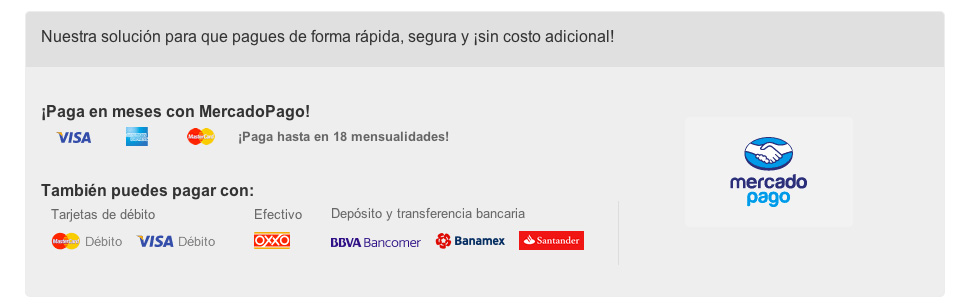 Nuestra solución para que pagues de forma rápida, segura y ¡sin costo adicional!
¡Paga en meses con MercadoPago!
VISA AMERICAN EXPRESS MasterCard ¡Paga hasta en 18 mensualidades!
También puedes pagar con:
Tarjetas de débito Efectivo Depósito y transferencia bancaria
MasterCard Débito VISA Débito OXXO BBVA Bancomer Banamex Santander
mercado
pago